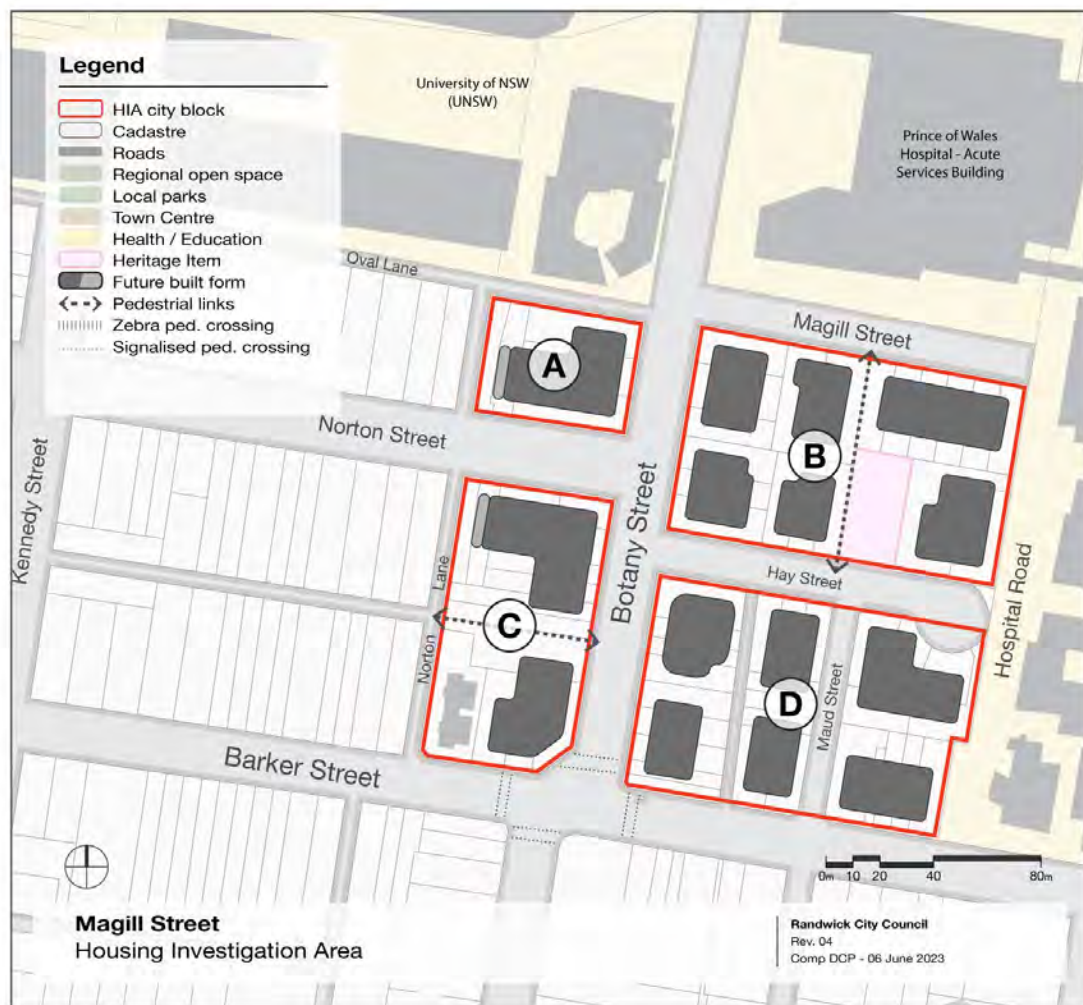 Legend
HIA city block
Cadastre
Roads
Regional open space
Local parks
Town Centre
Health / Education
Heritage Item
Future built form
Pedestrial links
Zebra ped. crossing
Signalised ped. crossing
University of NSW
(UNSW)
Prince of Wales
Hospital - Acute
Services Building
Oval Lane
Magill Street
A
Norton Street
B
Kennedy Street
Botany Street
Hay Street
Lane
Norton
C
Hospital Road
D
Maud Street
Barker Street
0m 10 20 40 80m
Magill Street
Housing Investigation Area
Randwick City Council
Rev. 04
Comp DCP - 06 June 2023